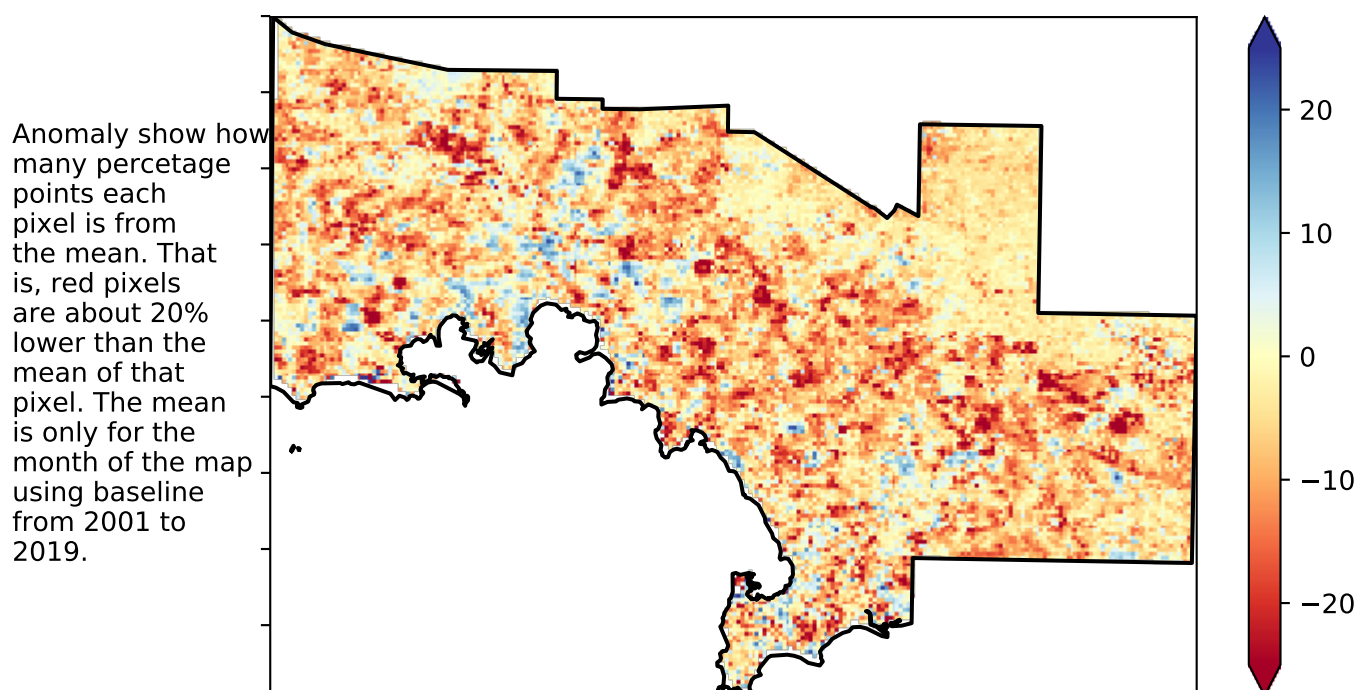 Anomaly show how
many percetage
points each
pixel is from
the mean. That
is, red pixels
are about 20%
lower than the
mean of that
pixel. The mean
is only for the
month of the map
using baseline
from 2001 to
2019.
20
10
0
−10
−20